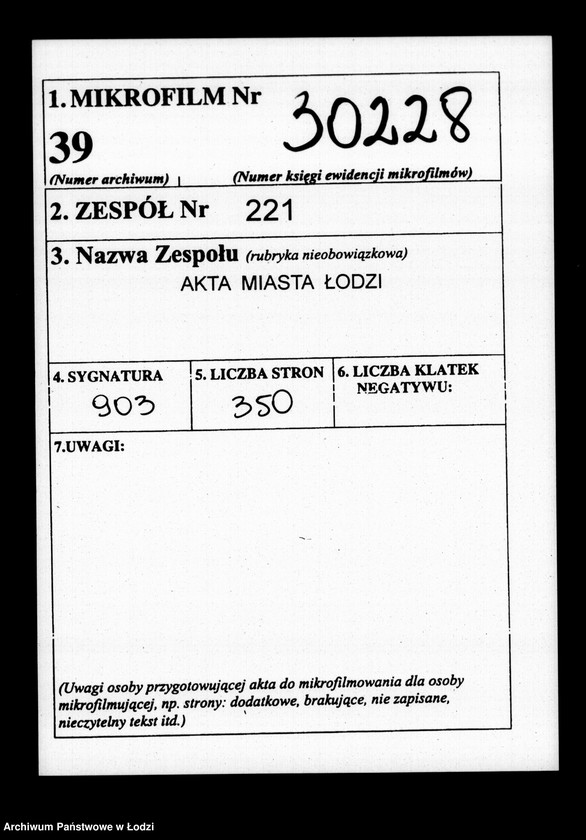 1. MIKROFILM Nr 30228
39
(Numer archiwum) (Numer księgi ewidencji mikrofilmów)
2. ZESPÓŁ Nr 221
3. Nazwa Zespołu (rubryka nieobowiązkowa)
AKTA MIASTA ŁODZI
4. SYGNATURA 5. LICZBA STRON 6. LICZBA KLATEK
NEGATYWU:
903 350
7.UWAGI:
(Uwagi osoby przygotowującej akta do mikrofilmowania dla osoby
mikrofilmującej, np. strony: dodatkowe, brakujące, nie zapisane,
nieczytelny tekst itd.)
Archiwum Państwowe w Łodzi